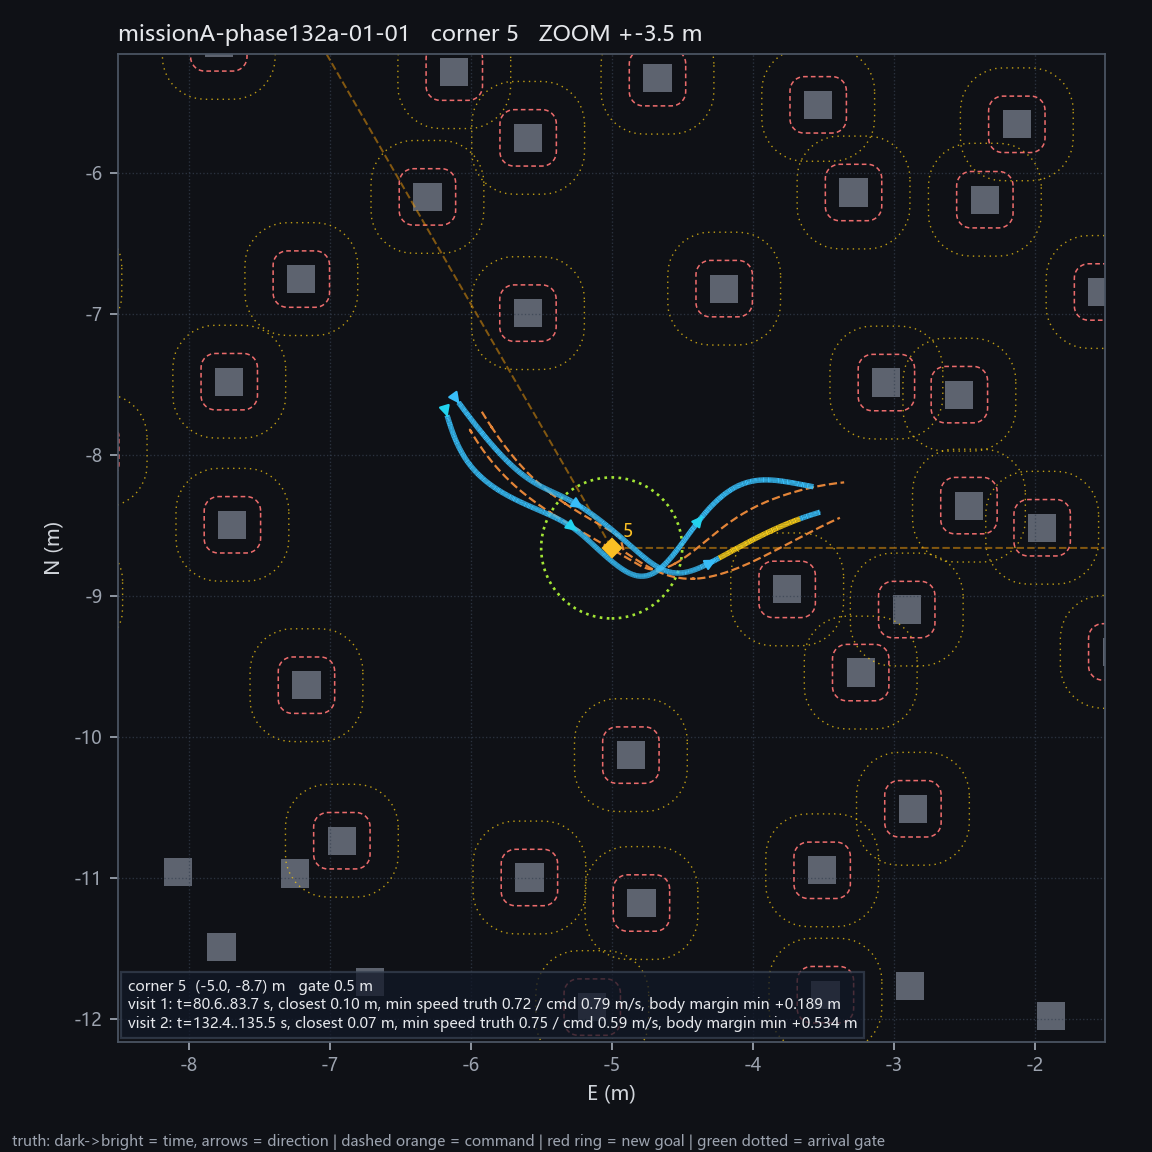 missionA-phase132a-01-01   corner 5   ZOOM +-3.5 m
N (m)
-6
-7
-8
-9
-10
-11
-12
5
corner 5  (-5.0, -8.7) m   gate 0.5 m
visit 1: t=80.6..83.7 s, closest 0.10 m, min speed truth 0.72 / cmd 0.79 m/s, body margin min +0.189 m
visit 2: t=132.4..135.5 s, closest 0.07 m, min speed truth 0.75 / cmd 0.59 m/s, body margin min +0.534 m
-8
-7
-6
-5
-4
-3
-2
E (m)
truth: dark->bright = time, arrows = direction | dashed orange = command | red ring = new goal | green dotted = arrival gate